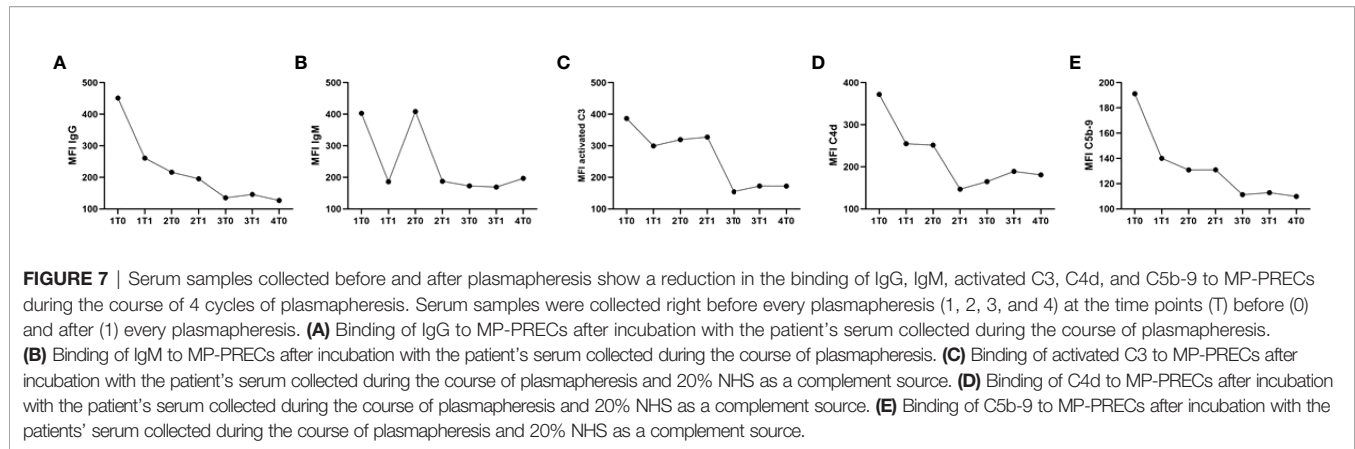 A
B
C
D
E
MFI IgG
500
400
300
200
100
1T0 1T1 2T0 2T1 3T0 3T1 4T0
MFI IgM
500
400
300
200
100
1T0 1T1 2T0 2T1 3T0 3T1 4T0
MFI activated C3
500
400
300
200
100
1T0 1T1 2T0 2T1 3T0 3T1 4T0
MFI C4d
400
300
200
100
1T0 1T1 2T0 2T1 3T0 3T1 4T0
MFI C5b-9
200
180
160
140
120
100
1T0 1T1 2T0 2T1 3T0 3T1 4T0
FIGURE 7 | Serum samples collected before and after plasmapheresis show a reduction in the binding of IgG, IgM, activated C3, C4d, and C5b-9 to MP-PRECs
during the course of 4 cycles of plasmapheresis. Serum samples were collected right before every plasmapheresis (1, 2, 3, and 4) at the time points (T) before (0)
and after (1) every plasmapheresis. (A) Binding of IgG to MP-PRECs after incubation with the patient's serum collected during the course of plasmapheresis.
(B) Binding of IgM to MP-PRECs after incubation with the patient's serum collected during the course of plasmapheresis. (C) Binding of activated C3 to MP-PRECs after
incubation with the patient's serum collected during the course of plasmapheresis and 20% NHS as a complement source. (D) Binding of C4d to MP-PRECs after incubation
with the patient's serum collected during the course of plasmapheresis and 20% NHS as a complement source. (E) Binding of C5b-9 to MP-PRECs after incubation with the
patients' serum collected during the course of plasmapheresis and 20% NHS as a complement source.